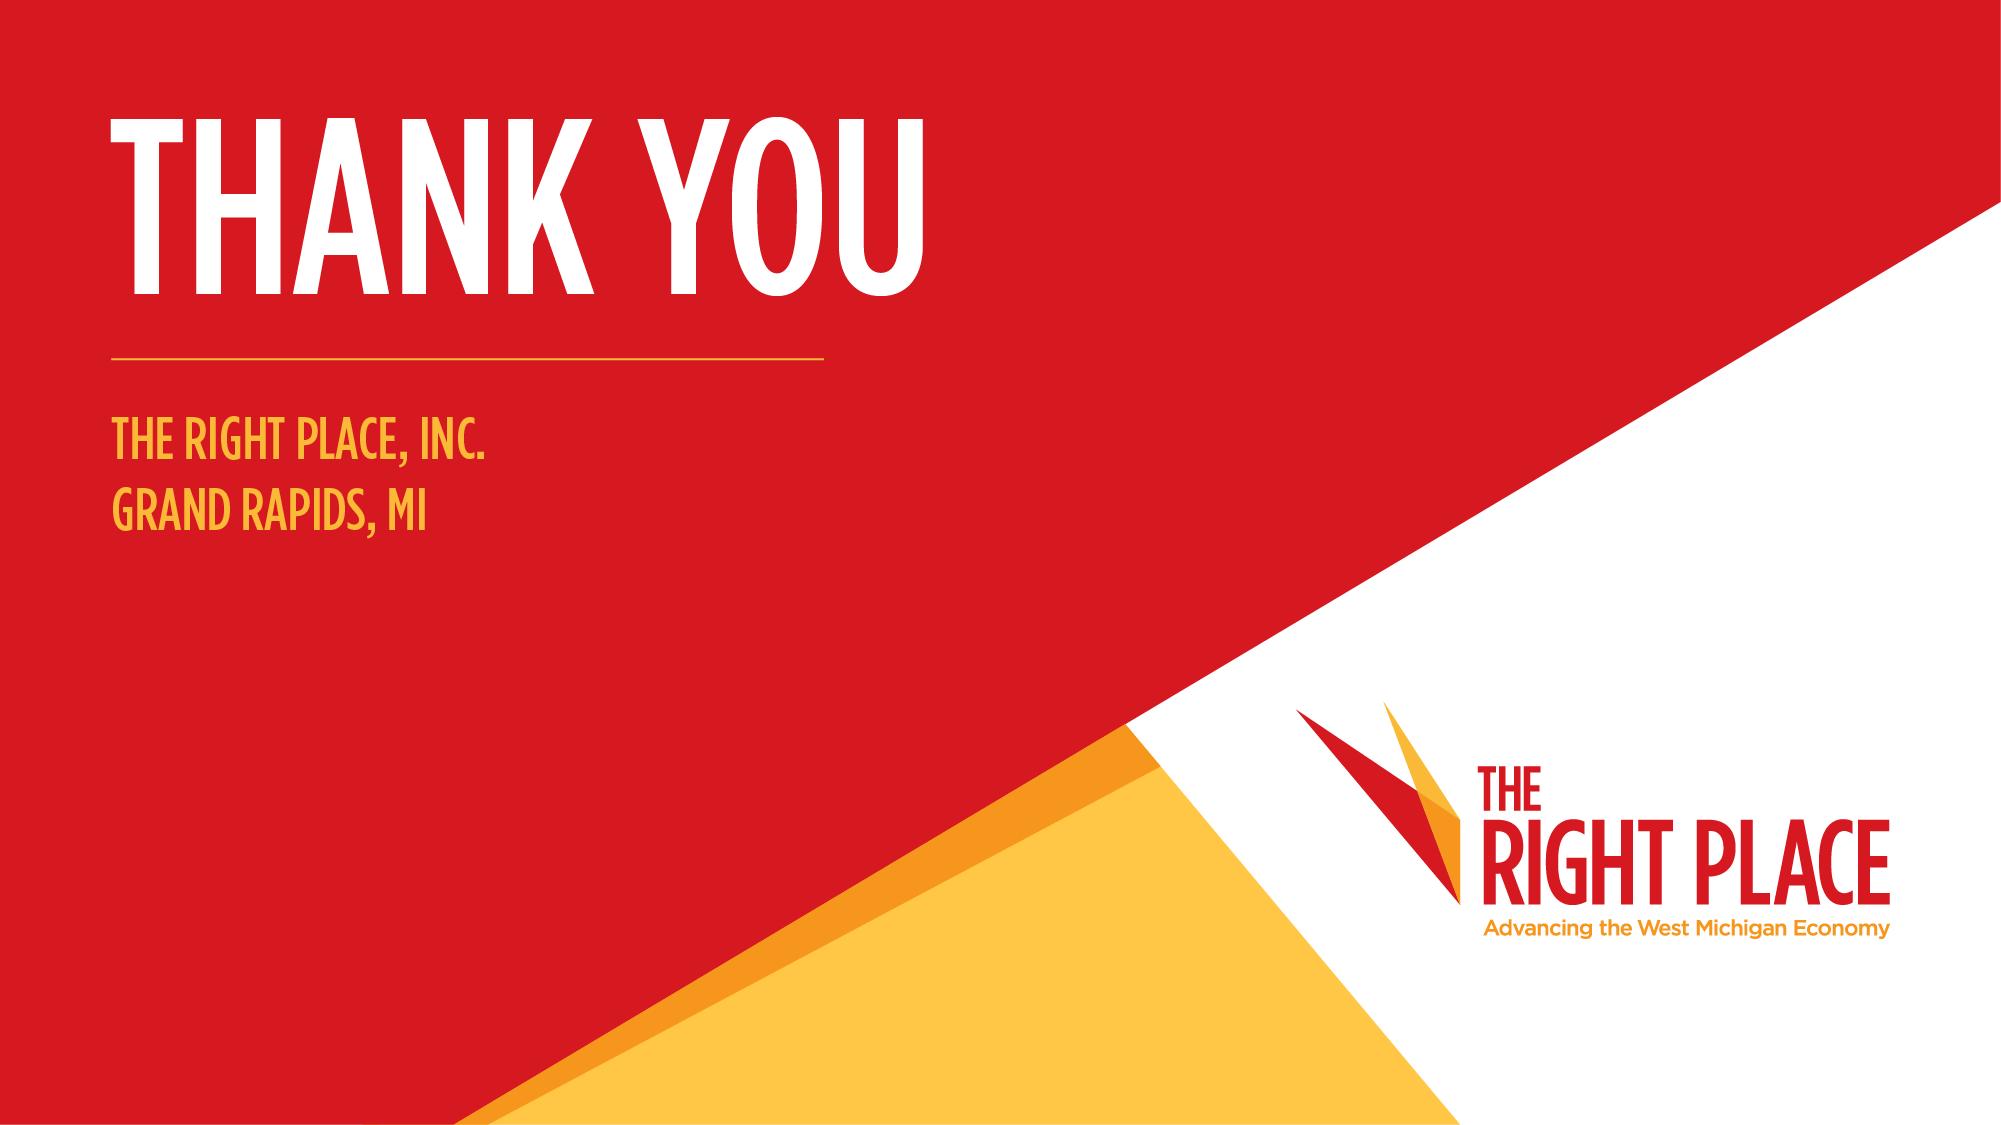 THANK YOU
THE RIGHT PLACE, INC.
GRAND RAPIDS, MI
THE
RIGHT PLACE
Advancing the West Michigan Economy